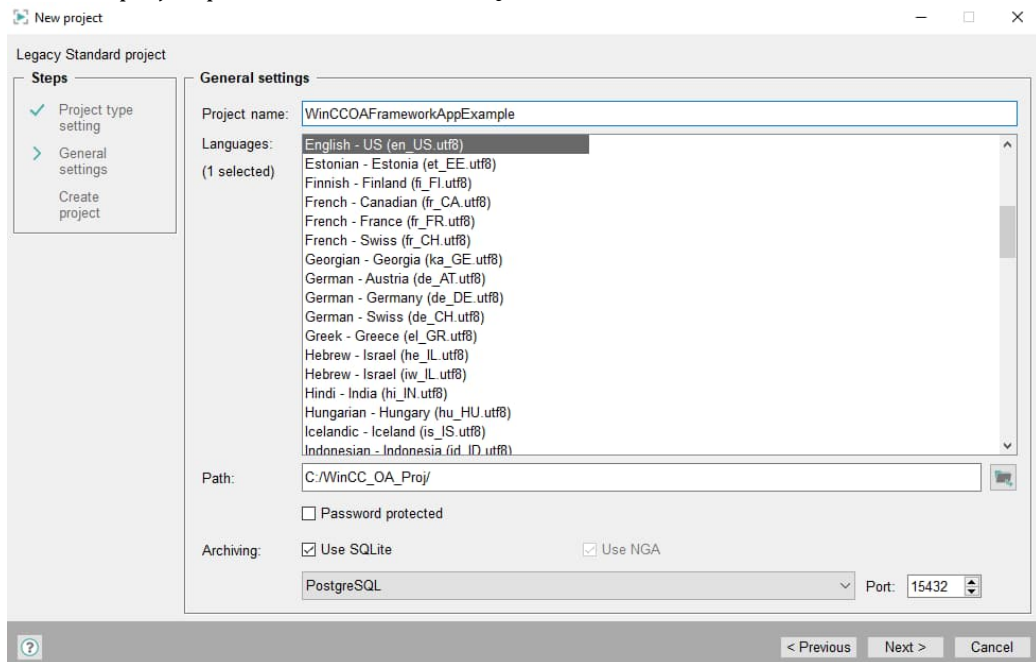 New project
Legacy Standard project
Steps
Project type
setting
General
settings
Create
project
General settings
Project name: WinCCOAFrameworkAppExample
Languages:
(1 selected)
English - US (en_US.utf8)
Estonian - Estonia (et_EE.utf8)
Finnish - Finland (fi_FI.utf8)
French - Canadian (fr_CA.utf8)
French - France (fr_FR.utf8)
French - Swiss (fr_CH.utf8)
Georgian - Georgia (ka_GE.utf8)
German - Austria (de_AT.utf8)
German - Germany (de_DE.utf8)
German - Swiss (de_CH.utf8)
Greek - Greece (el_GR.utf8)
Hebrew - Israel (he_IL.utf8)
Hebrew - Israel (iw_IL.utf8)
Hindi - India (hi_IN.utf8)
Hungarian - Hungary (hu_HU.utf8)
Icelandic - Iceland (is_IS.utf8)
Indonesian - Indonesia (id_ID.utf8)
Path: C:/WinCC_OA_Proj/
Password protected
Archiving: Use SQLite Use NGA
PostgreSQL Port: 15432
? < Previous Next > Cancel